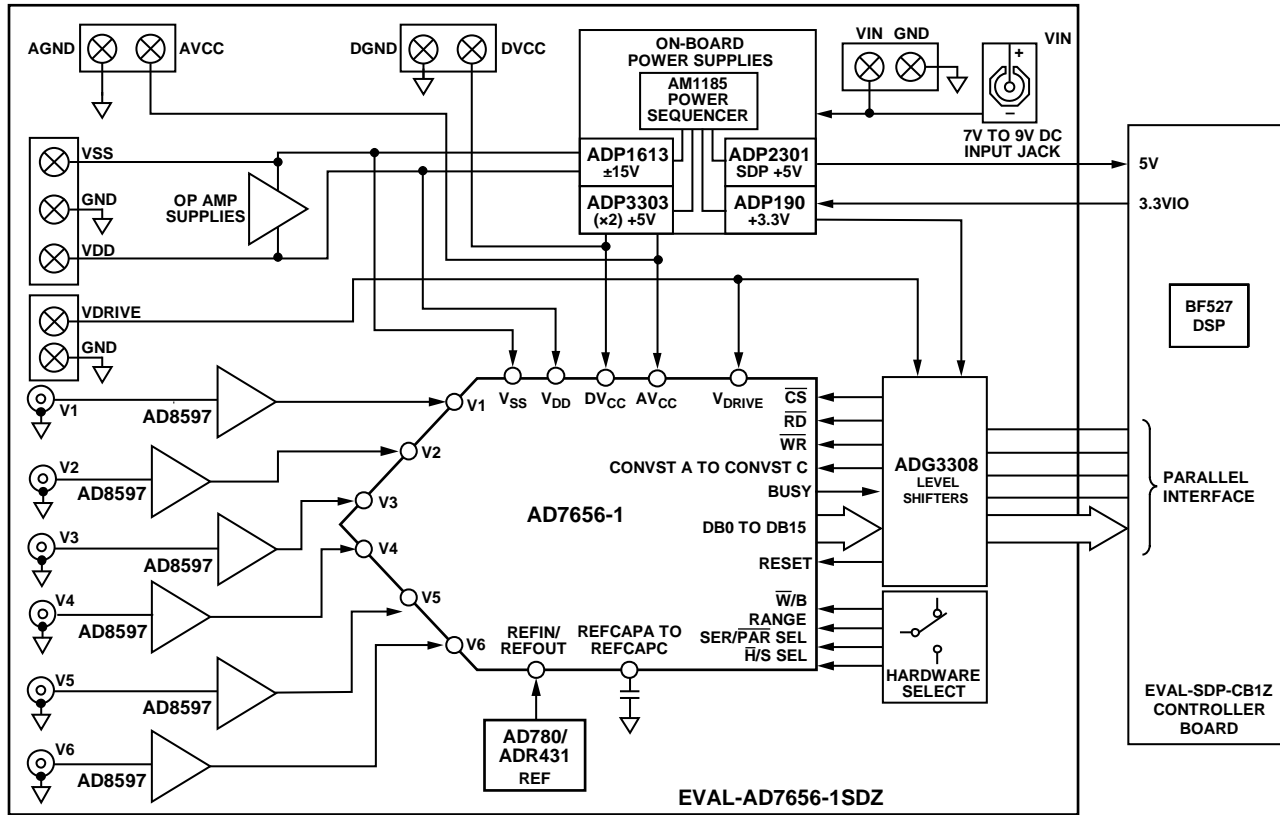 AGND
AVCC
DGND
DVCC
ON-BOARD
POWER SUPPLIES
AM1185
POWER
SEQUENCER
ADP1613
±15V
ADP2301
SDP +5V
ADP3303
(×2) +5V
ADP190
+3.3V
VIN GND
VIN
+
–
7V TO 9V DC
INPUT JACK
VSS
GND
VDD
OP AMP
SUPPLIES
VDRIVE
GND
5V
3.3VIO
BF527
DSP
V1
AD8597
V2
AD8597
V3
AD8597
V4
AD8597
V5
AD8597
V6
AD8597
VSS
VDD
DVCC
AVCC
VDRIVE
V1
V2
V3
V4
V5
V6
AD7656-1
C̅S̅
R̅D̅
W̅R̅
CONVST A TO CONVST C
BUSY
DB0 TO DB15
RESET
W̅/B
RANGE
SER/P̅A̅R̅ SEL
H̅/S SEL
REFIN/
REFOUT
REFCAPA TO
REFCAPC
AD780/
ADR431
REF
ADG3308
LEVEL
SHIFTERS
HARDWARE
SELECT
PARALLEL
INTERFACE
EVAL-SDP-CB1Z
CONTROLLER
BOARD
EVAL-AD7656-1SDZ